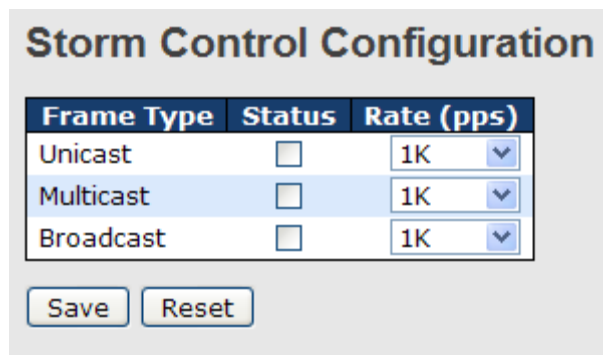 Storm Control Configuration
Frame Type Status Rate (pps)
Unicast 1K
Multicast 1K
Broadcast 1K
Save Reset